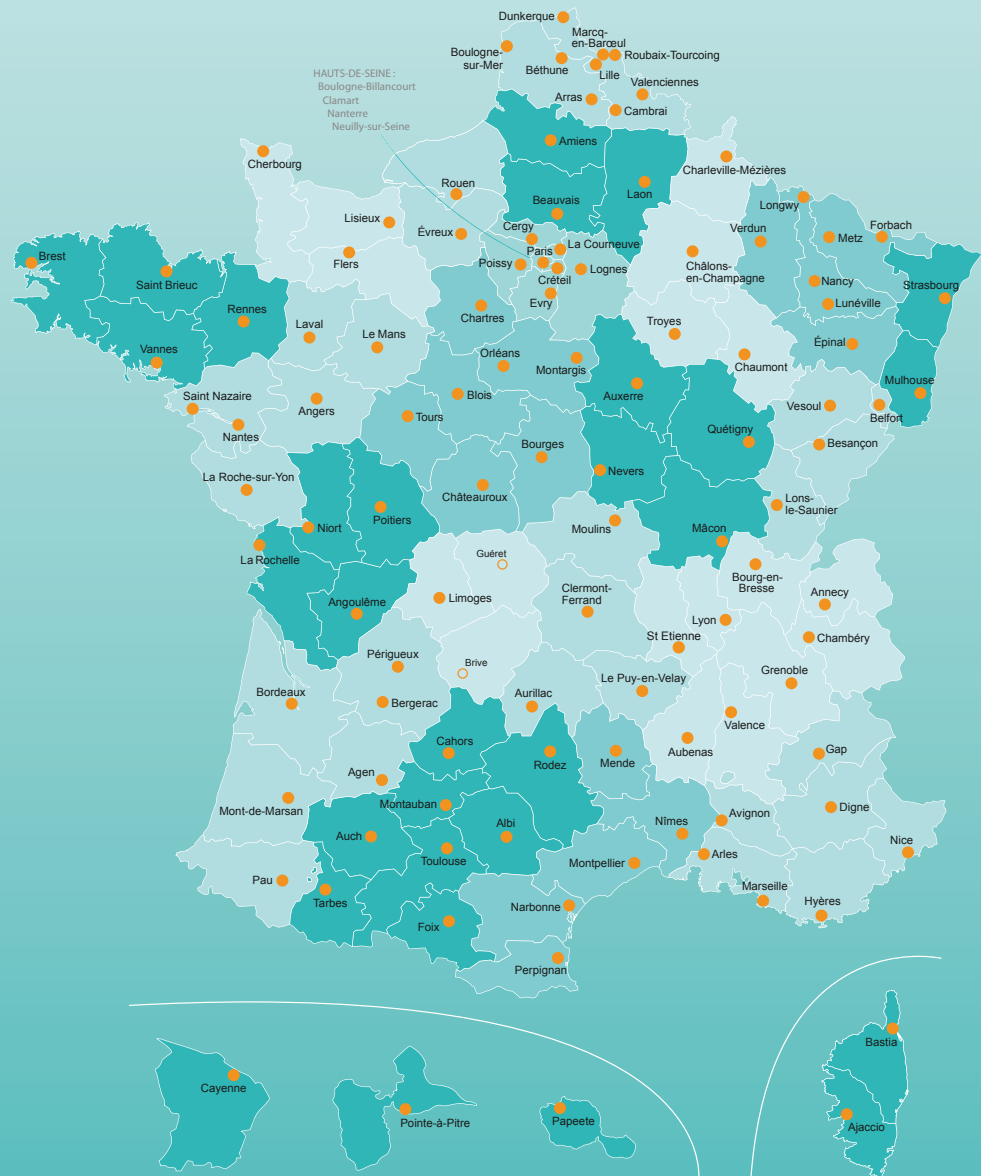 Dunkerque
Marcq-
en-Barœul
Boulogne-
sur-Mer
Béthune
Roubaix-Tourcoing
Lille
Valenciennes
HAUTS-DE-SEINE :
Boulogne-Billancourt
Clamart
Nanterre
Neuilly-sur-Seine
Arras
Cambrai
Amiens
Cherbourg
Charleville-Mézières
Rouen
Beauvais
Laon
Longwy
Lisieux
Évreux
Cergy
Paris
La Courneuve
Verdun
Metz
Forbach
Brest
Flers
Poissy
Lognes
Créteil
Evry
Châlons-
en-Champagne
Nancy
Strasbourg
Saint Brieuc
Rennes
Chartres
Lunéville
Laval
Le Mans
Troyes
Épinal
Vannes
Orléans
Montargis
Chaumont
Mulhouse
Saint Nazaire
Angers
Blois
Auxerre
Vesoul
Belfort
Nantes
Tours
Quétigny
Besançon
Bourges
Nevers
La Roche-sur-Yon
Châteauroux
Lons-
le-Saunier
Niort
Poitiers
Moulins
Mâcon
La Rochelle
Guéret
Bourg-en-
Bresse
Angoulême
Limoges
Clermont-
Ferrand
Annecy
Lyon
St Etienne
Chambéry
Périgueux
Brive
Grenoble
Bordeaux
Bergerac
Aurillac
Le Puy-en-Velay
Valence
Cahors
Rodez
Mende
Aubenas
Gap
Agen
Mont-de-Marsan
Montauban
Albi
Nîmes
Avignon
Digne
Auch
Toulouse
Montpellier
Arles
Nice
Pau
Tarbes
Marseille
Hyères
Foix
Narbonne
Perpignan
Bastia
Cayenne
Pointe-à-Pitre
Papeete
Ajaccio